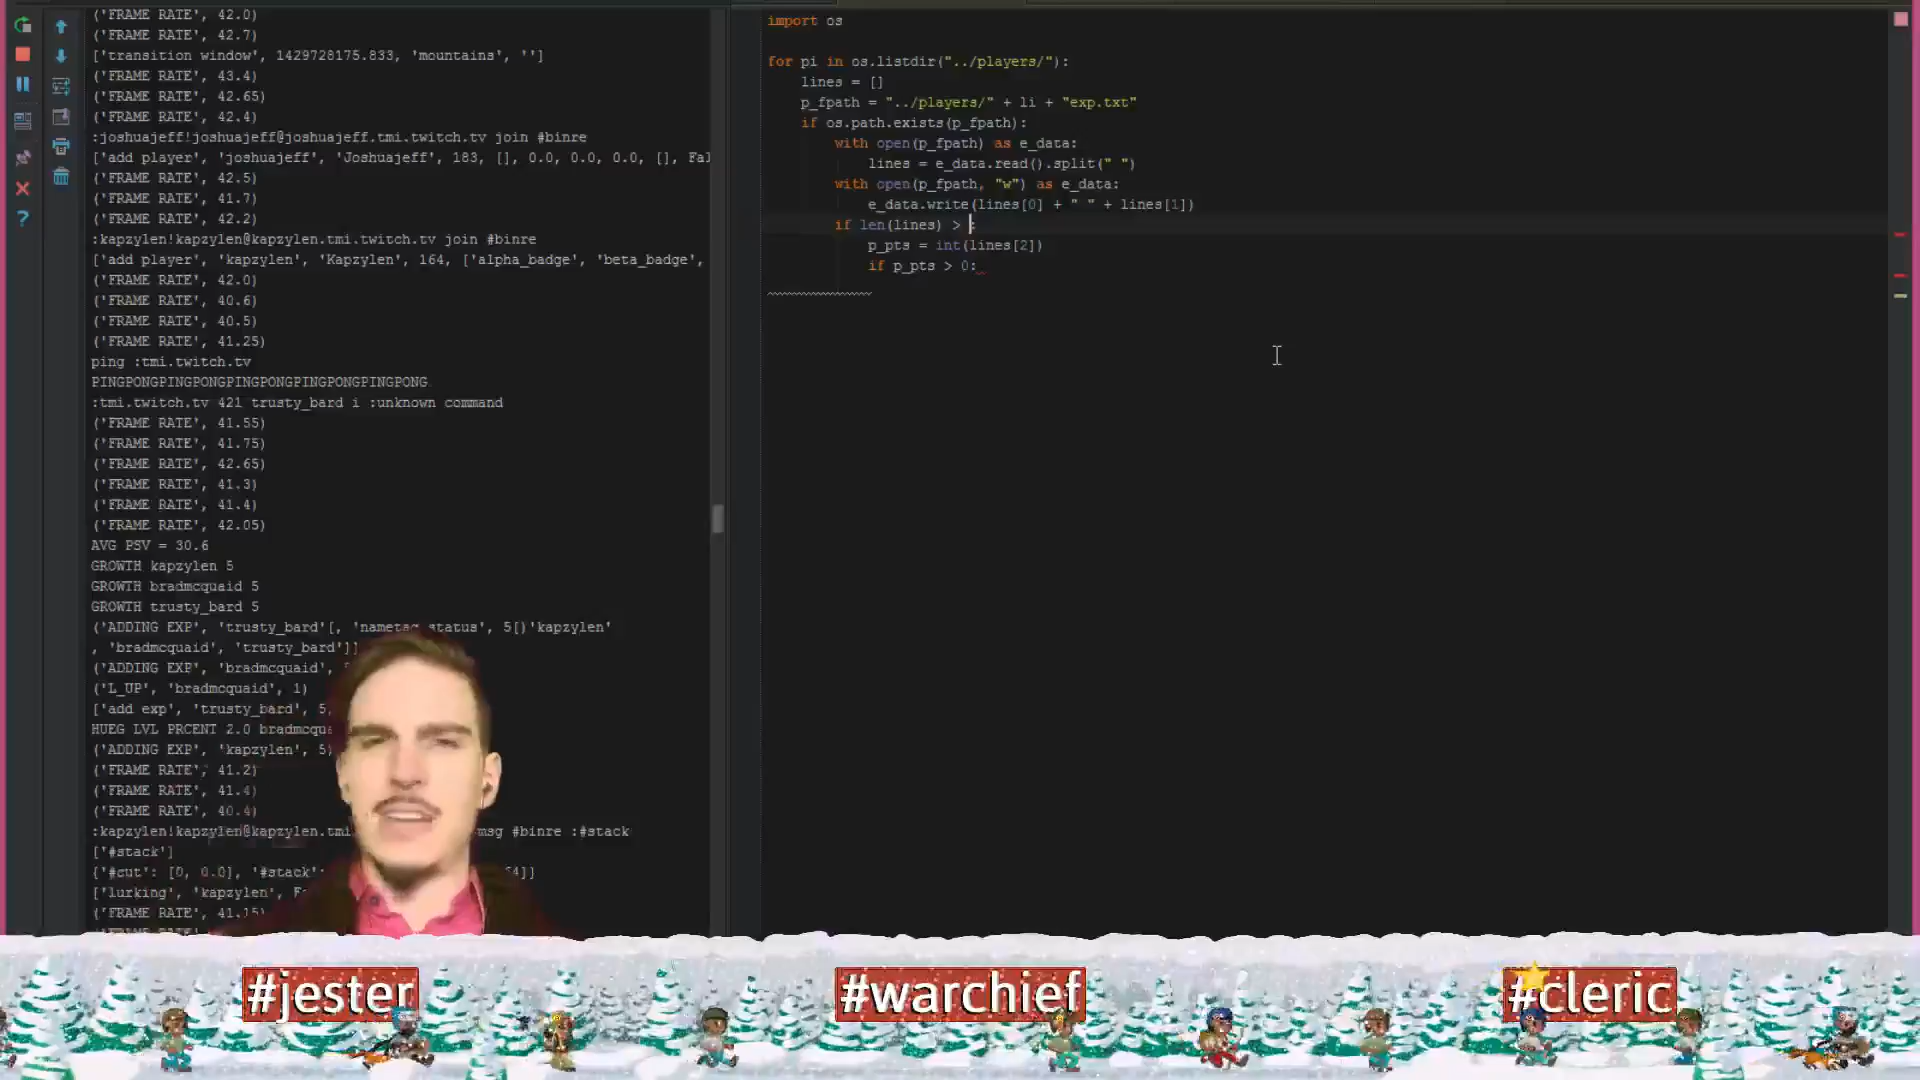 ('FRAME RATE', 42.0)
('FRAME RATE', 42.7)
['transition window', 1429728175.833, 'mountains', '']
('FRAME RATE', 43.4)
('FRAME RATE', 42.65)
('FRAME RATE', 42.4)
:joshuajeff!joshuajeff@joshuajeff.tmi.twitch.tv join #binre
['add player', 'joshuajeff', 'Joshuajeff', 183, [], 0.0, 0.0, 0.0, [], Fal
('FRAME RATE', 42.5)
('FRAME RATE', 41.7)
('FRAME RATE', 42.2)
:kapzylen!kapzylen@kapzylen.tmi.twitch.tv join #binre
['add player', 'kapzylen', 'Kapzylen', 164, ['alpha_badge', 'beta_badge',
('FRAME RATE', 42.0)
('FRAME RATE', 40.6)
('FRAME RATE', 40.5)
('FRAME RATE', 41.25)
ping :tmi.twitch.tv
PINGPONGPINGPONGPINGPONGPINGPONGPINGPONG
:tmi.twitch.tv 421 trusty_bard i :unknown command
('FRAME RATE', 41.55)
('FRAME RATE', 41.75)
('FRAME RATE', 42.65)
('FRAME RATE', 41.3)
('FRAME RATE', 41.4)
('FRAME RATE', 42.05)
AVG PSV = 30.6
GROWTH kapzylen 5
GROWTH bradmcquaid 5
GROWTH trusty_bard 5
('ADDING EXP', 'trusty_bard'[, 'nametag_status', 5[)'kapzylen'
, 'bradmcquaid', 'trusty_bard']]
('ADDING EXP', 'bradmcquaid',
('L_UP', 'bradmcquaid', 1)
['add exp', 'trusty_bard', 5,
HUEG LVL PRCENT 2.0 bradmcqua
('ADDING EXP', 'kapzylen', 5)
('FRAME RATE', 41.2)
('FRAME RATE', 41.4)
('FRAME RATE', 40.4)
:kapzylen!kapzylen@kapzylen.tmi msg #binre :#stack
['#stack']
{'#cut': [0, 0.0], '#stack': 4]]
['lurking', 'kapzylen', F
('FRAME RATE', 41.15)
import os
for pi in os.listdir("../players/"):
lines = []
p_fpath = "../players/" + li + "exp.txt"
if os.path.exists(p_fpath):
with open(p_fpath) as e_data:
lines = e_data.read().split(" ")
with open(p_fpath, "w") as e_data:
e_data.write(lines[0] + " " + lines[1])
if len(lines) > :
p_pts = int(lines[2])
if p_pts > 0:
#jester
#warchief
#cleric